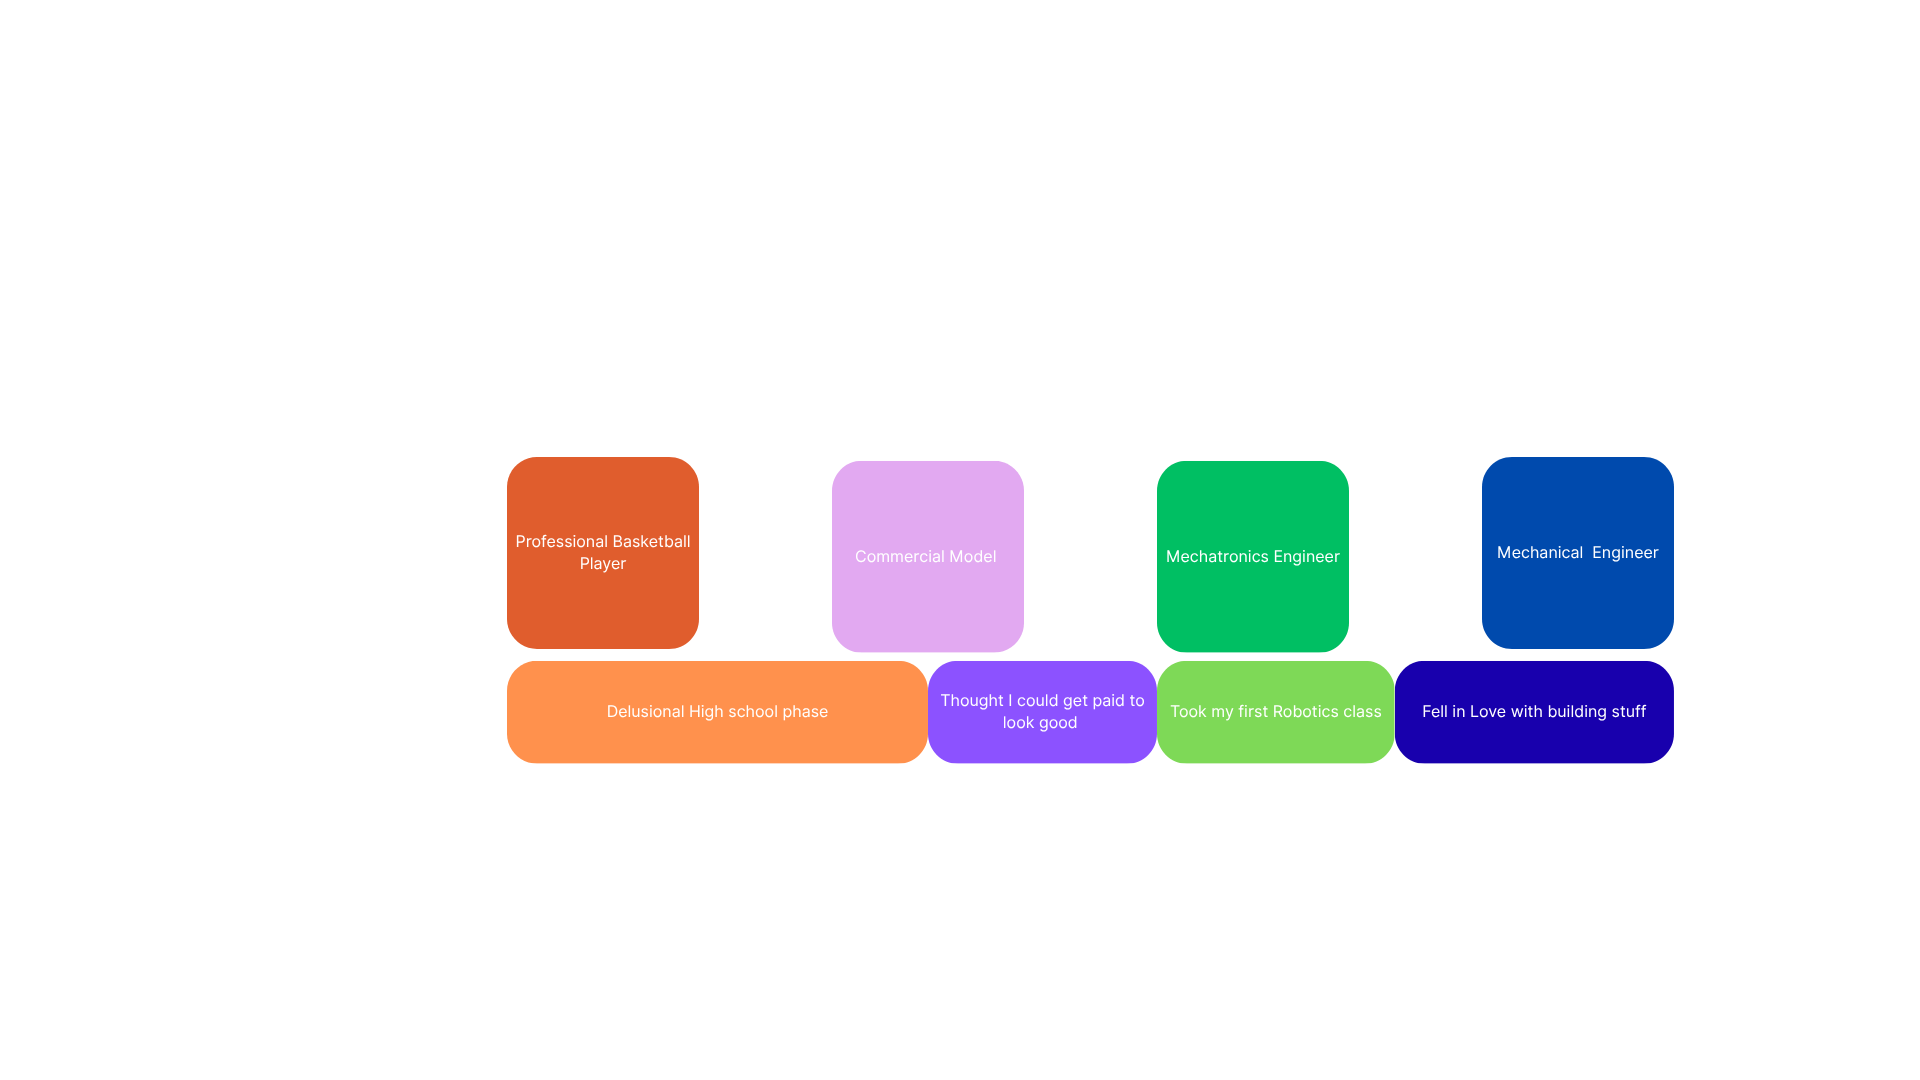 Professional Basketball
Player
Commercial Model
Mechatronics Engineer
Mechanical  Engineer
Delusional High school phase
Thought I could get paid to
look good
Took my first Robotics class
Fell in Love with building stuff